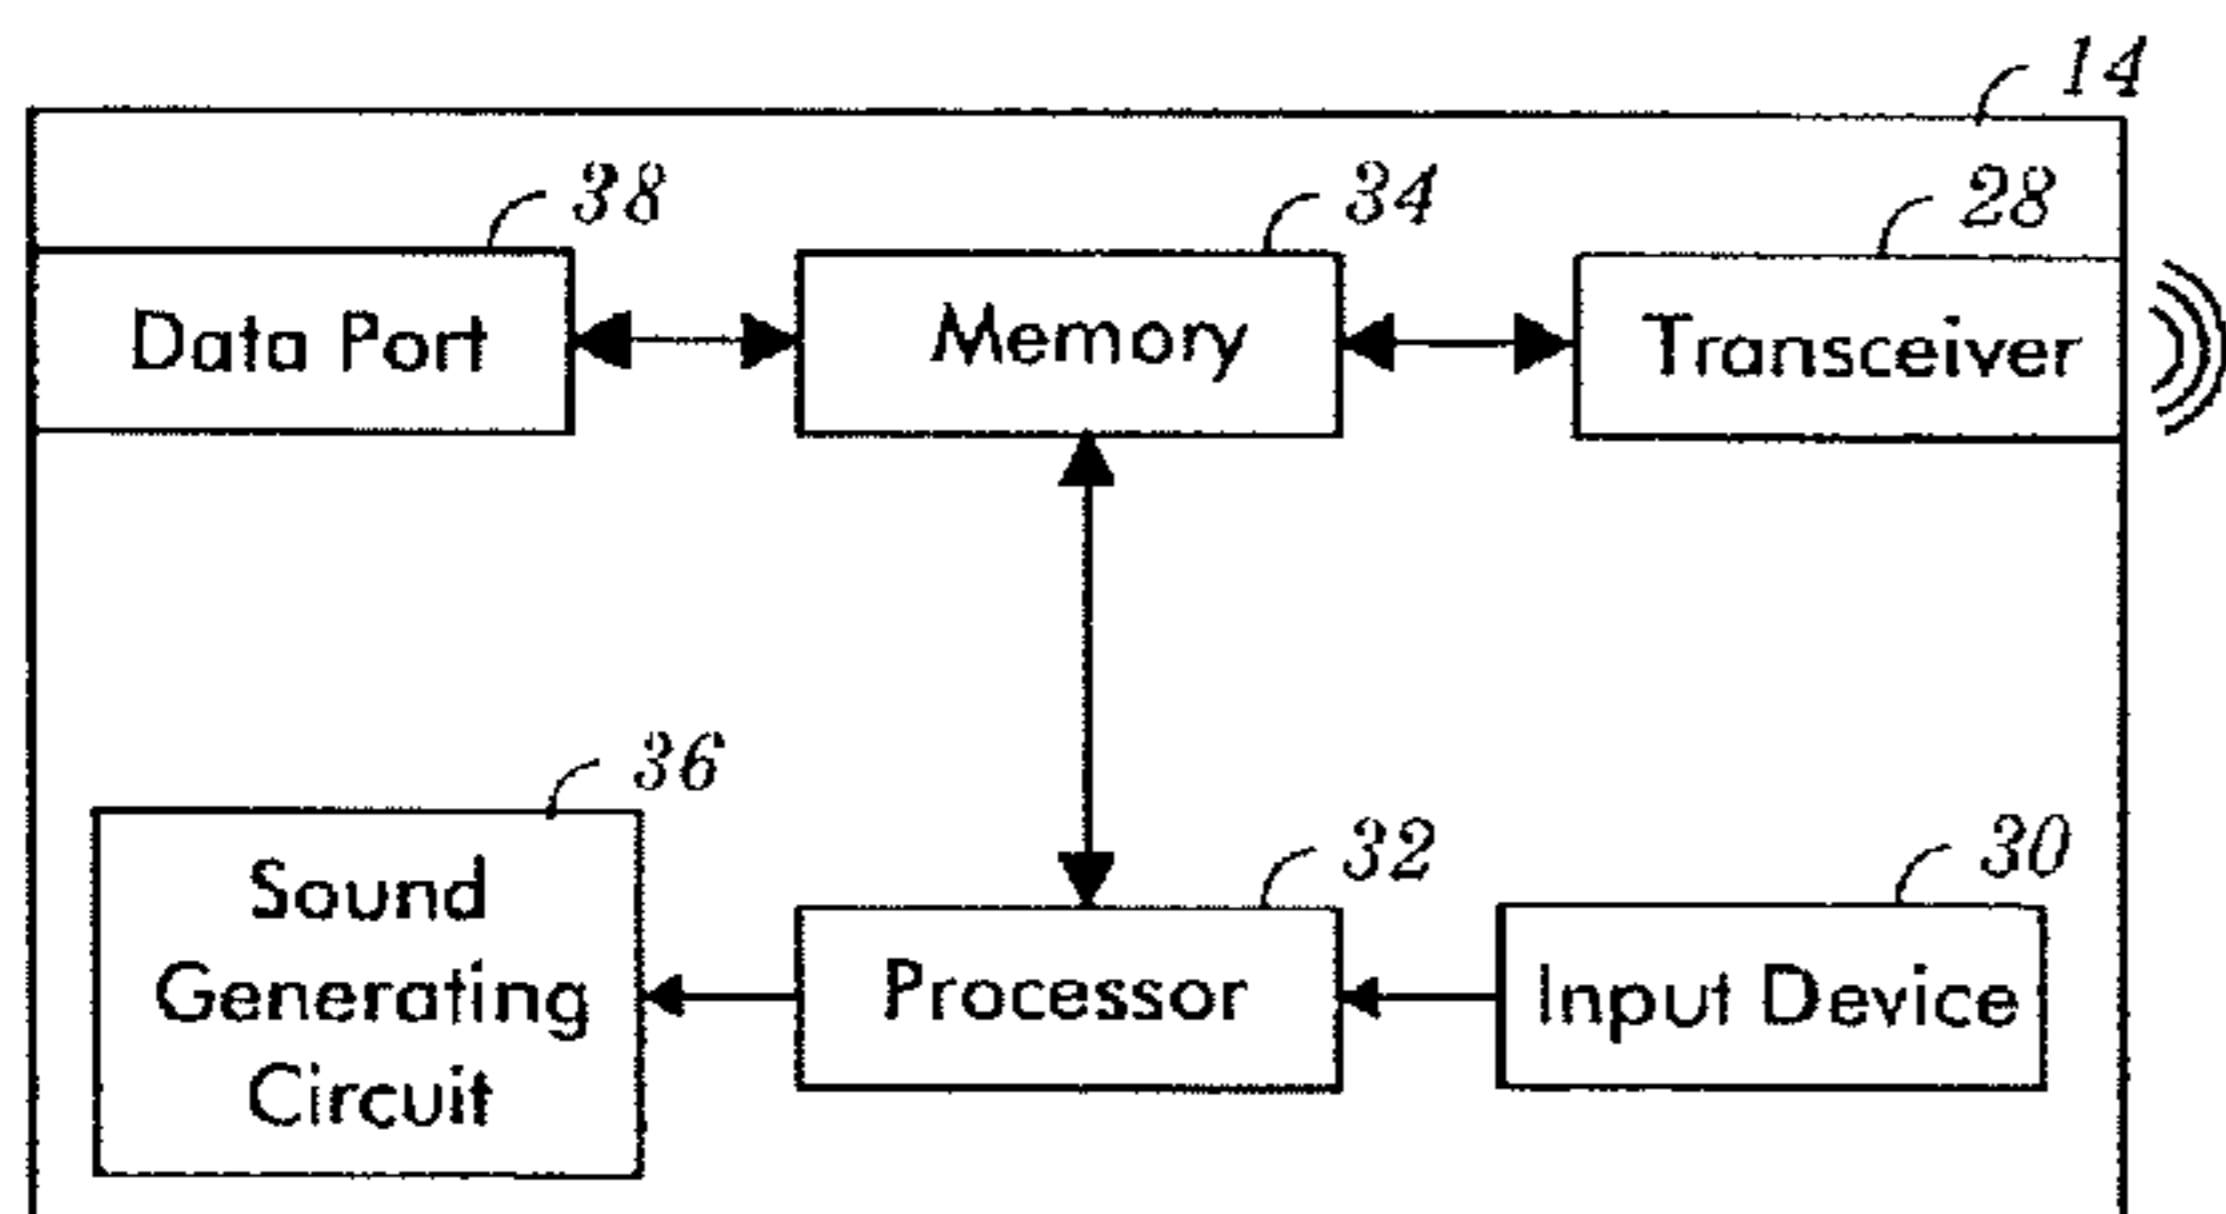 14
38
34
28
Data Port
Memory
Transceiver
36
32
30
Sound
Generating
Circuit
Processor
Input Device